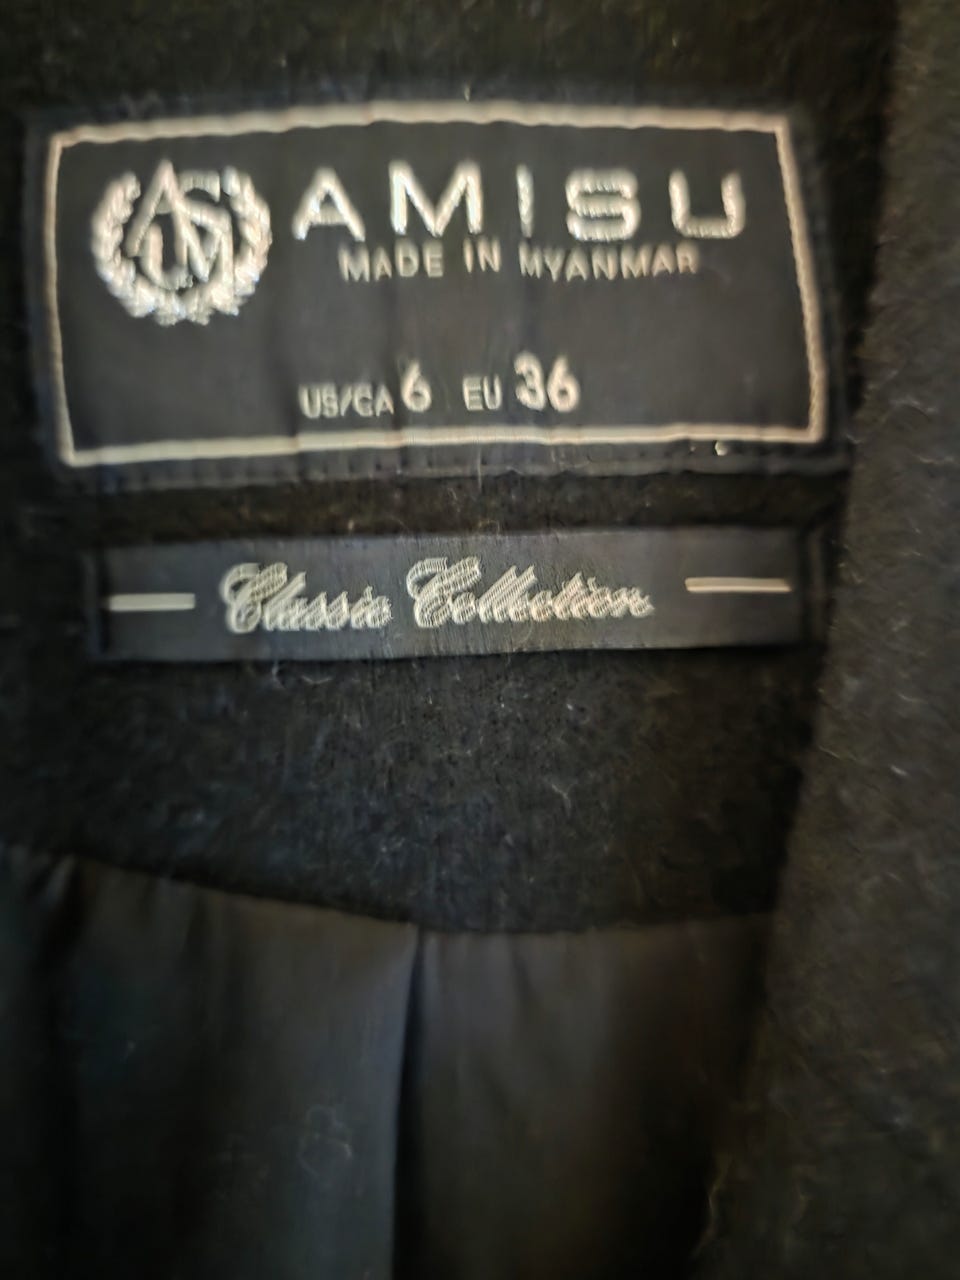 AMISU
MADE IN MYANMAR
US/CA 6 EU 36
Classic Collection